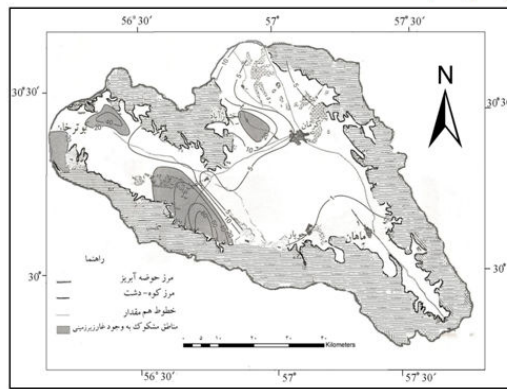 56° 30'
57°
57° 30'
30° 30'
30° 30'
N
ماهان
30°
30°
راهنما
مرز حوضه آبریز
مرز کوه - دشت
خطوط هم مقدار
مناطق مشکوک به وجود غار زیرزمینی
Kilometers
56° 30'
57°
57° 30'